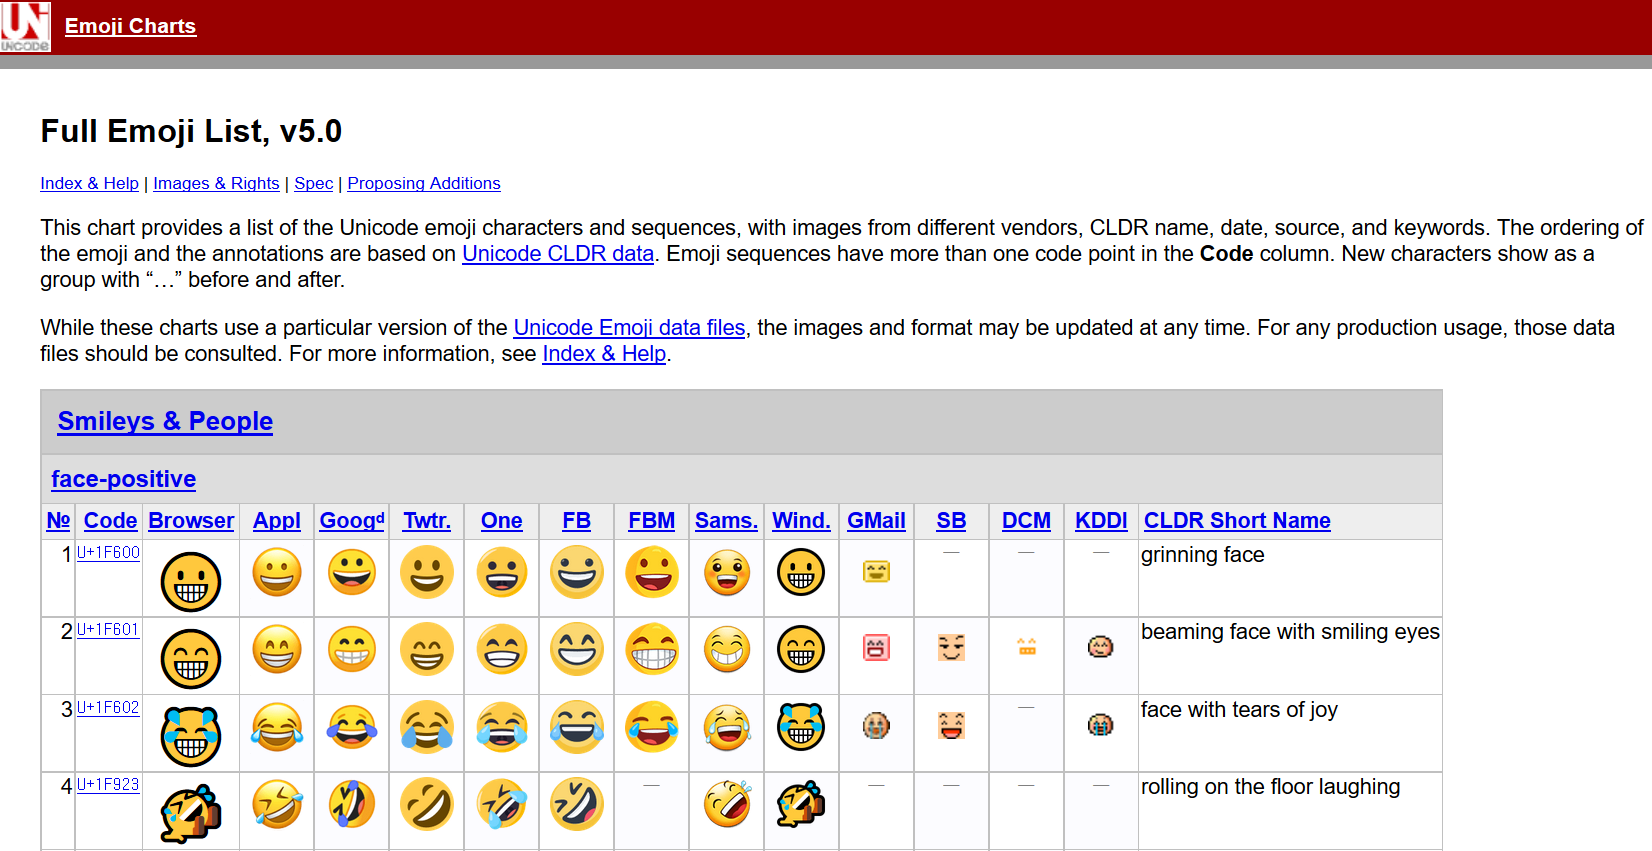 UN
UNICODE
Emoji Charts
Full Emoji List, v5.0
Index & Help | Images & Rights | Spec | Proposing Additions
This chart provides a list of the Unicode emoji characters and sequences, with images from different vendors, CLDR name, date, source, and keywords. The ordering of
the emoji and the annotations are based on Unicode CLDR data. Emoji sequences have more than one code point in the Code column. New characters show as a
group with “…” before and after.
While these charts use a particular version of the Unicode Emoji data files, the images and format may be updated at any time. For any production usage, those data
files should be consulted. For more information, see Index & Help.
Smileys & People
face-positive
№ Code Browser Appl Googᵈ Twtr. One FB FBM Sams. Wind. GMail SB DCM KDDI CLDR Short Name
1 U+1F600 — — — grinning face
2 U+1F601 beaming face with smiling eyes
3 U+1F602 — face with tears of joy
4 U+1F923 — — — — — rolling on the floor laughing